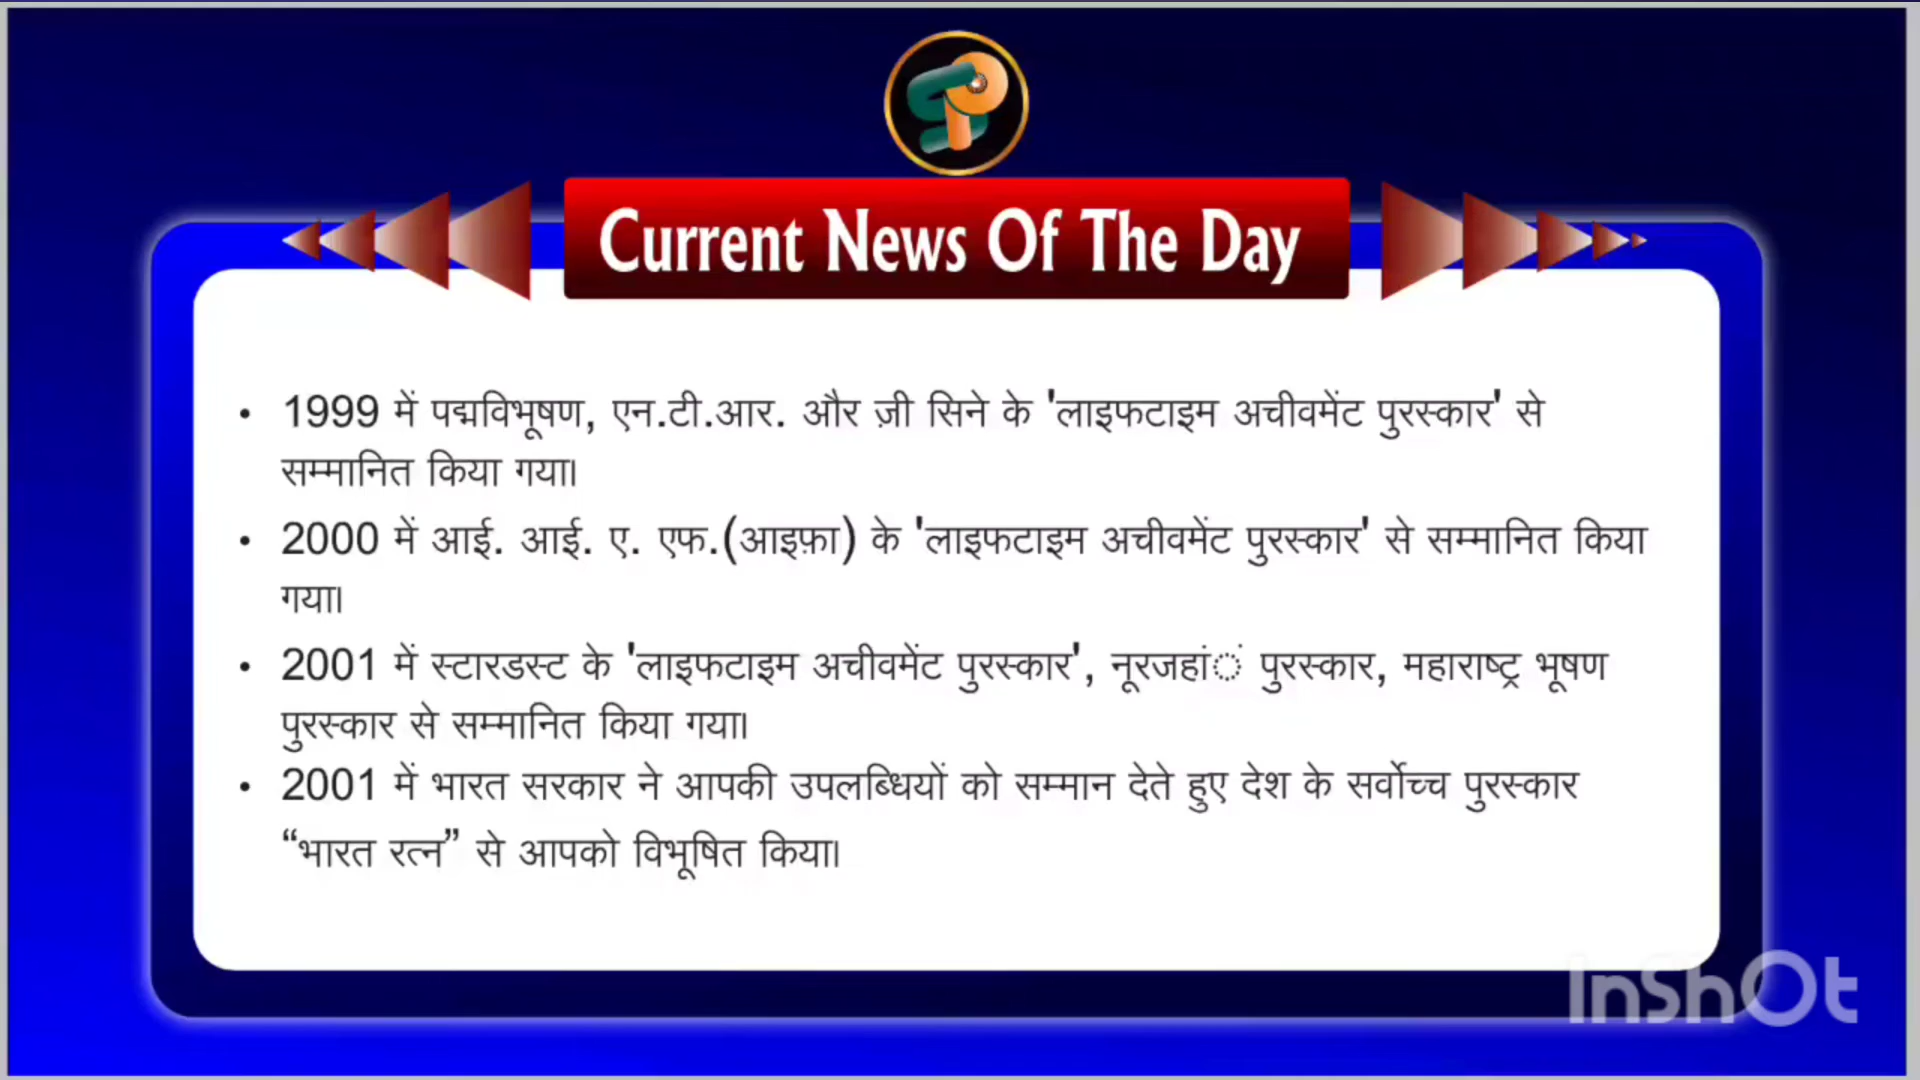 Current News Of The Day
• 1999 में पद्मविभूषण, एन.टी.आर. और ज़ी सिने के 'लाइफटाइम अचीवमेंट पुरस्कार' से
सम्मानित किया गया।
• 2000 में आई. आई. ए. एफ.(आइफ़ा) के 'लाइफटाइम अचीवमेंट पुरस्कार' से सम्मानित किया
गया।
• 2001 में स्टारडस्ट के 'लाइफटाइम अचीवमेंट पुरस्कार', नूरजहांं पुरस्कार, महाराष्ट्र भूषण
पुरस्कार से सम्मानित किया गया।
• 2001 में भारत सरकार ने आपकी उपलब्धियों को सम्मान देते हुए देश के सर्वोच्च पुरस्कार
“भारत रत्न” से आपको विभूषित किया।
InShOt